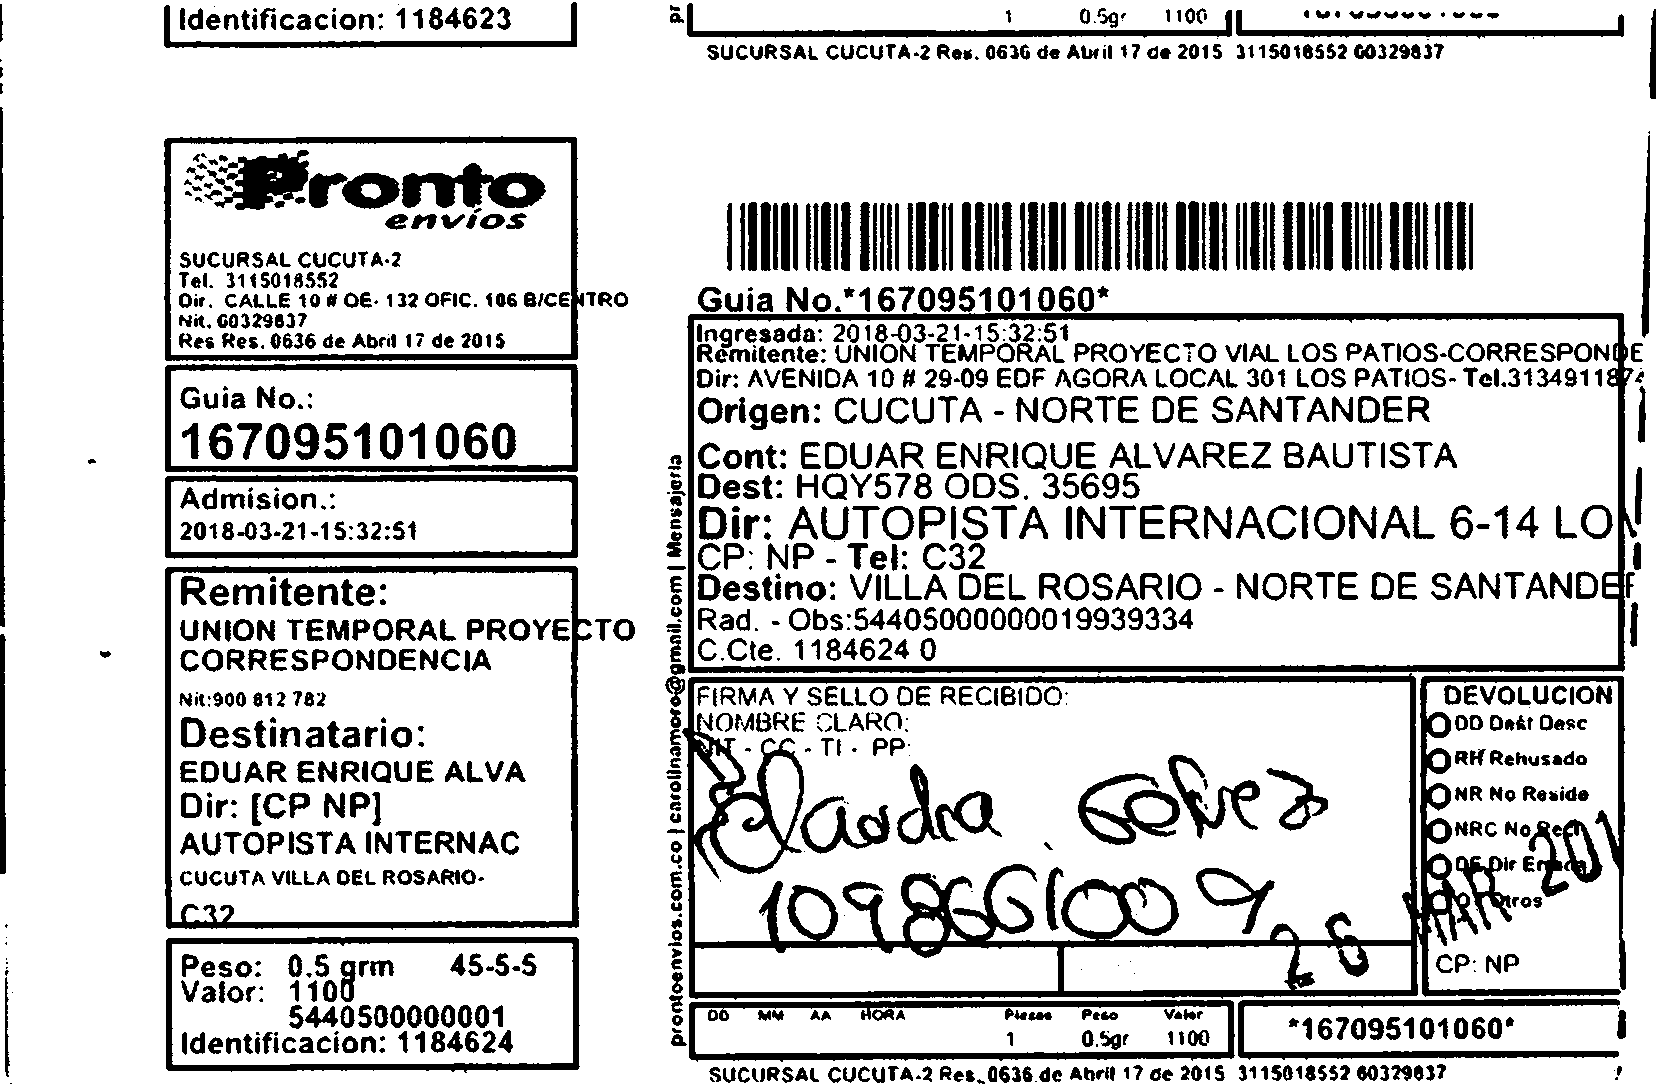 Identificacion: 1184623
1 0.5gr 1100
SUCURSAL CUCUTA-2 Res. 0636 de Abril 17 de 2015 3115018552 60329837
Pronto
envíos
SUCURSAL CUCUTA-2
Tel. 3115018552
Dir. CALLE 10 # OE- 132 OFIC. 106 B/CENTRO
Nit. 60329837
Res Res. 0636 de Abril 17 de 2015
Guia No.:
167095101060
Admision.:
2018-03-21-15:32:51
Remitente:
UNION TEMPORAL PROYECTO
CORRESPONDENCIA
Nit:900 812 782
Destinatario:
EDUAR ENRIQUE ALVA
Dir: [CP NP]
AUTOPISTA INTERNAC
CUCUTA VILLA DEL ROSARIO-
C32
Peso: 0.5 grm 45-5-5
Valor: 1100
5440500000001
Identificacion: 1184624
prontoenvios.com.co | carolinamoro@gmail.com | Mensajeria
Guia No.*167095101060*
Ingresada: 2018-03-21-15:32:51
Remitente: UNION TEMPORAL PROYECTO VIAL LOS PATIOS-CORRESPONDE
Dir: AVENIDA 10 # 29-09 EDF AGORA LOCAL 301 LOS PATIOS- Tel.313491187
Origen: CUCUTA - NORTE DE SANTANDER
Cont: EDUAR ENRIQUE ALVAREZ BAUTISTA
Dest: HQY578 ODS. 35695
Dir: AUTOPISTA INTERNACIONAL 6-14 LO
CP: NP - Tel: C32
Destino: VILLA DEL ROSARIO - NORTE DE SANTANDER
Rad. - Obs:54405000000019939334
C.Cte. 1184624 0
FIRMA Y SELLO DE RECIBIDO:
NOMBRE CLARO:
NIT - CC - TI - PP:
1098661009
26 MAR 201
DEVOLUCION
DD Dest Desc
RH Rehusado
NR No Reside
NRC No Recl
DE Dir Errada
Otros
CP: NP
DD MM AA HORA Piezas Peso Valor
1 0.5gr 1100
*167095101060*
SUCURSAL CUCUTA-2 Res. 0636 de Abril 17 de 2015 3115018552 60329837